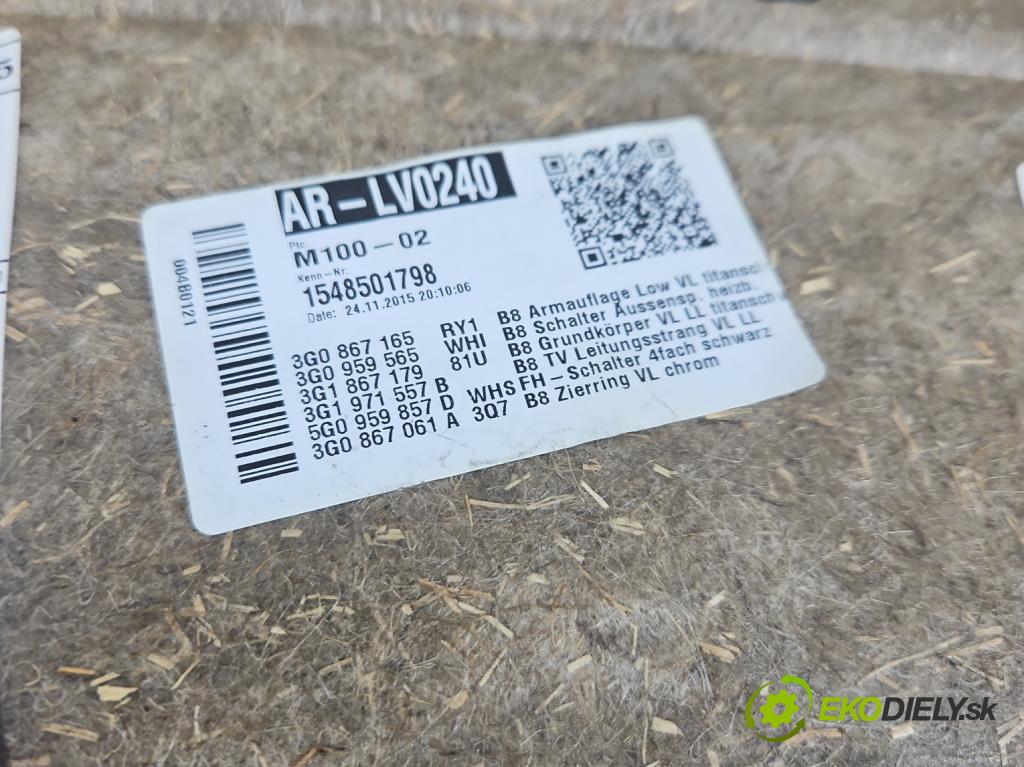 AR-LV0240
Pic:
M100-02
Kenn-Nr:
1548501798
Date: 24.11.2015 20:10:06
3G0 867 165 RY1 B8 Armauflage Low VL titansc
3G0 959 565 WHI B8 Schalter Aussensp. heizb.
3G1 867 179 81U B8 Grundkörper VL LL titansch
3G1 971 557 B B8 TV Leitungsstrang VL LL
5G0 959 857 D WHS FH-Schalter 4fach schwarz
3G0 867 061 A 3Q7 B8 Zierring VL chrom
004B0121
EKODIELY.sk